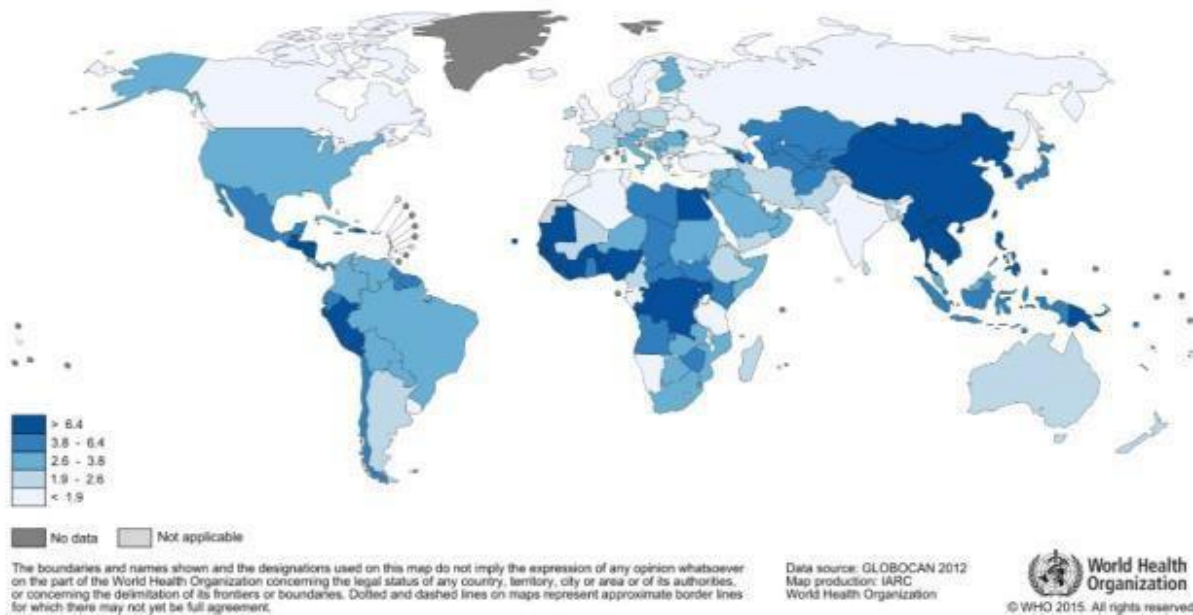 > 6.4
3.8 - 6.4
2.6 - 3.8
1.9 - 2.6
< 1.9
No data
Not applicable
The boundaries and names shown and the designations used on this map do not imply the expression of any opinion whatsoever
on the part of the World Health Organization concerning the legal status of any country, territory, city or area or of its authorities,
or concerning the delimitation of its frontiers or boundaries. Dotted and dashed lines on maps represent approximate border lines
for which there may not yet be full agreement.
Data source: GLOBOCAN 2012
Map production: IARC
World Health Organization
World Health
Organization
© WHO 2015. All rights reserved